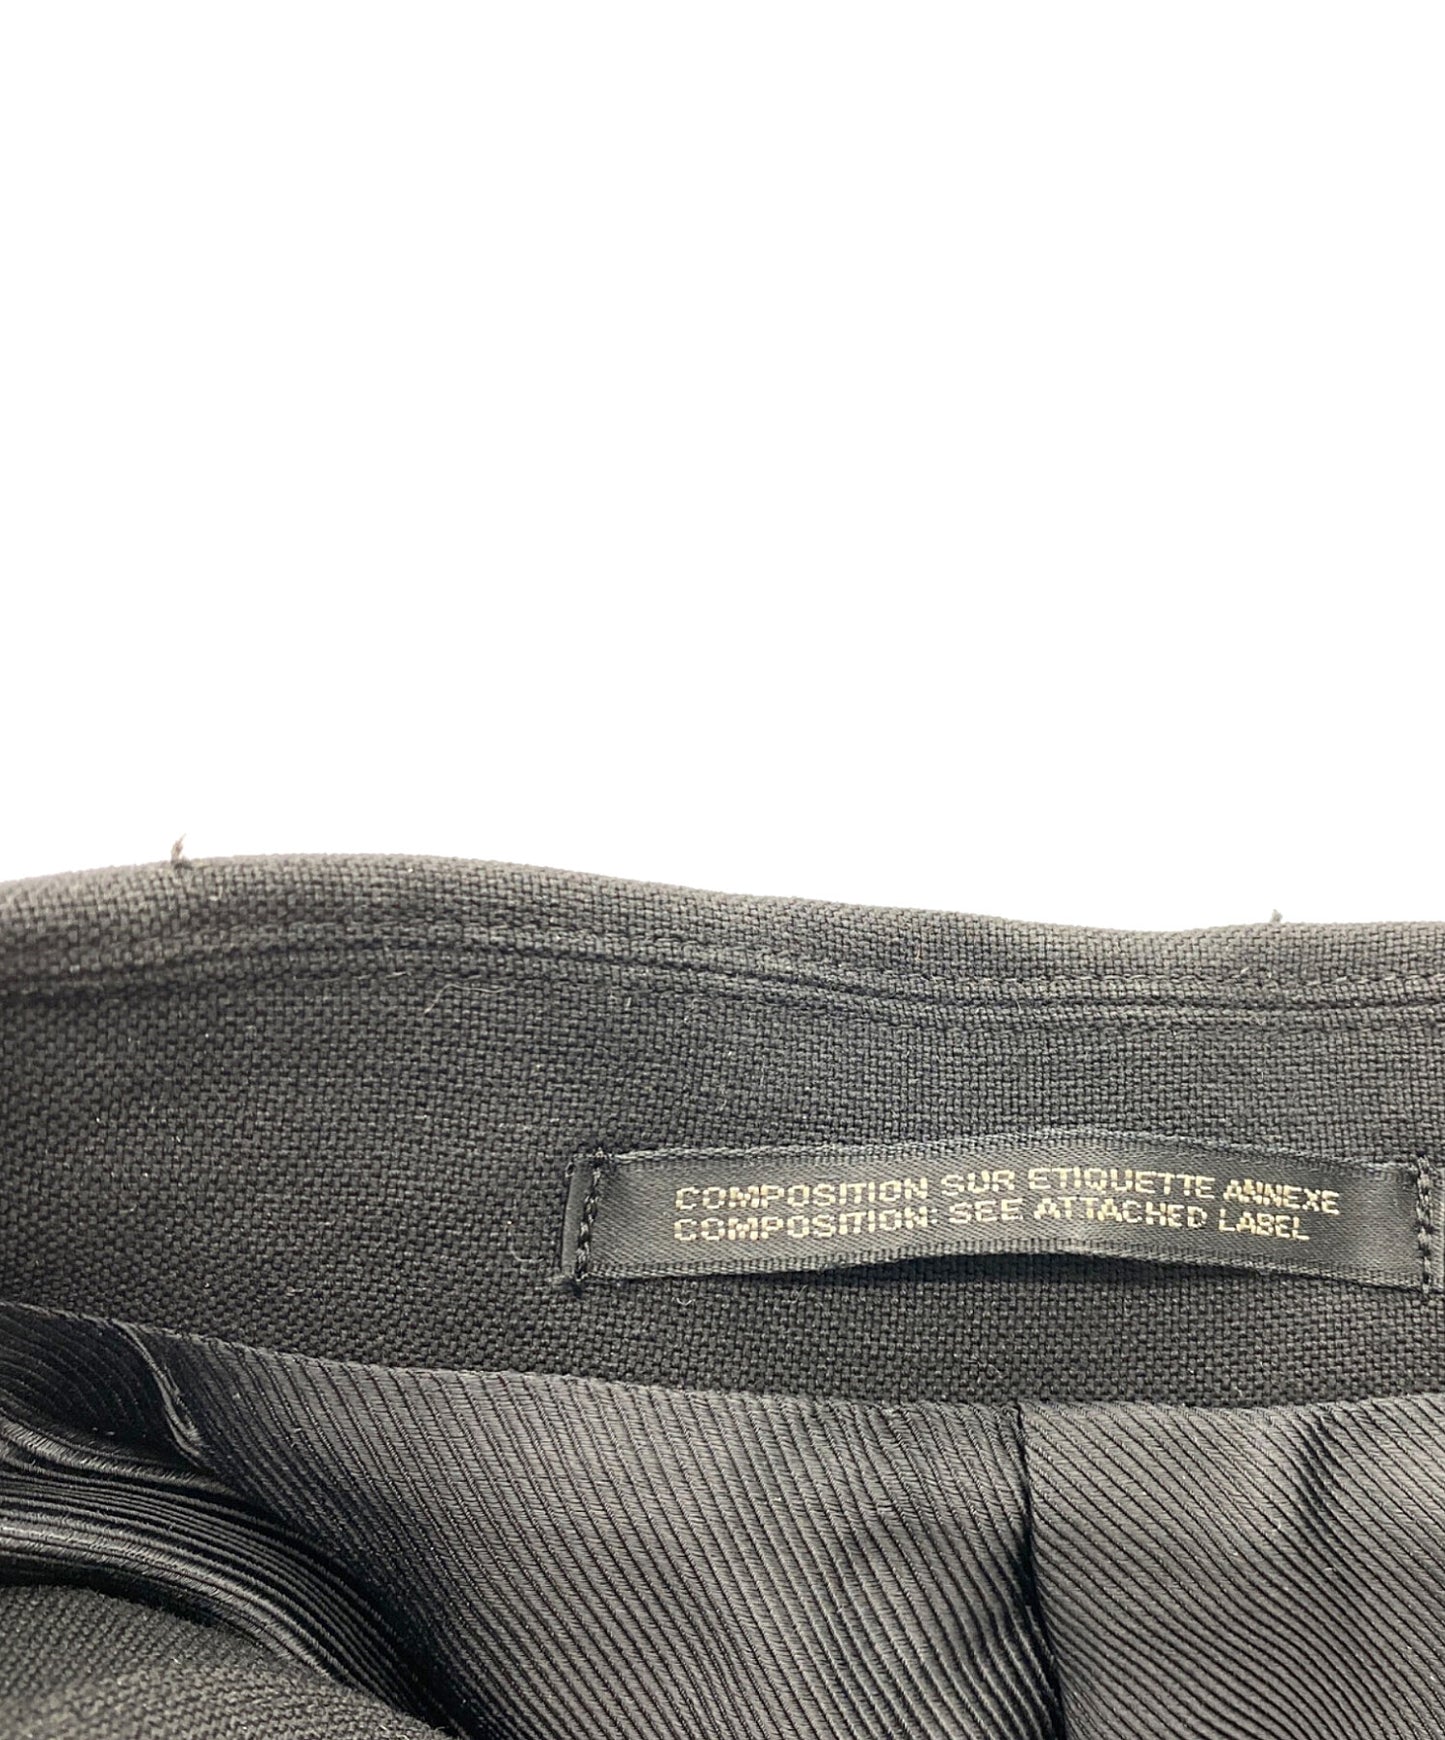 COMPOSITION SUR ETIQUETTE ANNEXE
COMPOSITION: SEE ATTACHED LABEL